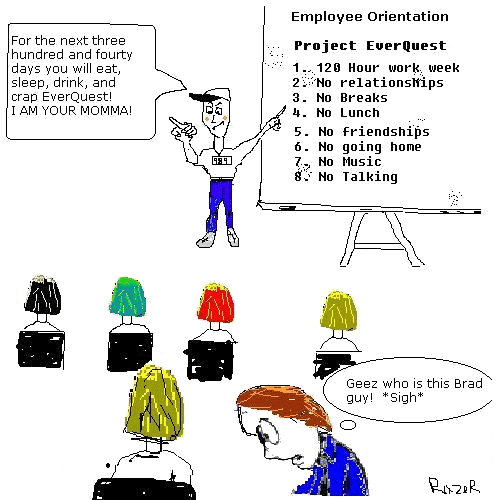 Employee Orientation
For the next three
hundred and fourty
days you will eat,
sleep, drink, and
crap EverQuest!
I AM YOUR MOMMA!
Project EverQuest
1. 120 Hour work week
2. No relationships
3. No Breaks
4. No Lunch
5. No friendships
6. No going home
7. No Music
8. No Talking
989
Geez who is this Brad
guy! *Sigh*
RazeR